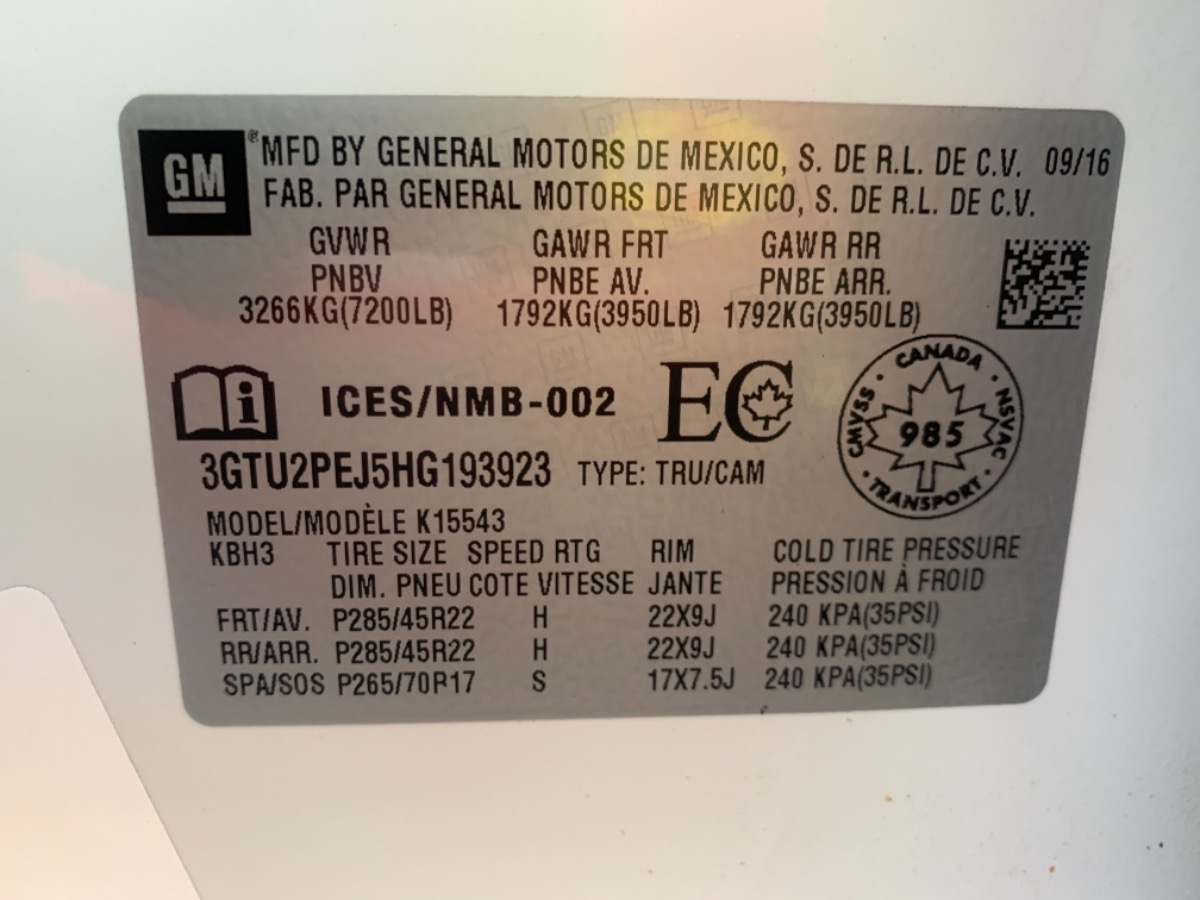 GM® MFD BY GENERAL MOTORS DE MEXICO, S. DE R.L. DE C.V. 09/16
FAB. PAR GENERAL MOTORS DE MEXICO, S. DE R.L. DE C.V.
GVWR GAWR FRT GAWR RR
PNBV PNBE AV. PNBE ARR.
3266KG(7200LB) 1792KG(3950LB) 1792KG(3950LB)
i ICES/NMB-002 EC
CANADA
CMVSS · 985 · NSVAC
· TRANSPORT ·
3GTU2PEJ5HG193923 TYPE: TRU/CAM
MODEL/MODÈLE K15543
KBH3 TIRE SIZE SPEED RTG RIM COLD TIRE PRESSURE
DIM. PNEU COTE VITESSE JANTE PRESSION À FROID
FRT/AV. P285/45R22 H 22X9J 240 KPA(35PSI)
RR/ARR. P285/45R22 H 22X9J 240 KPA(35PSI)
SPA/SOS P265/70R17 S 17X7.5J 240 KPA(35PSI)